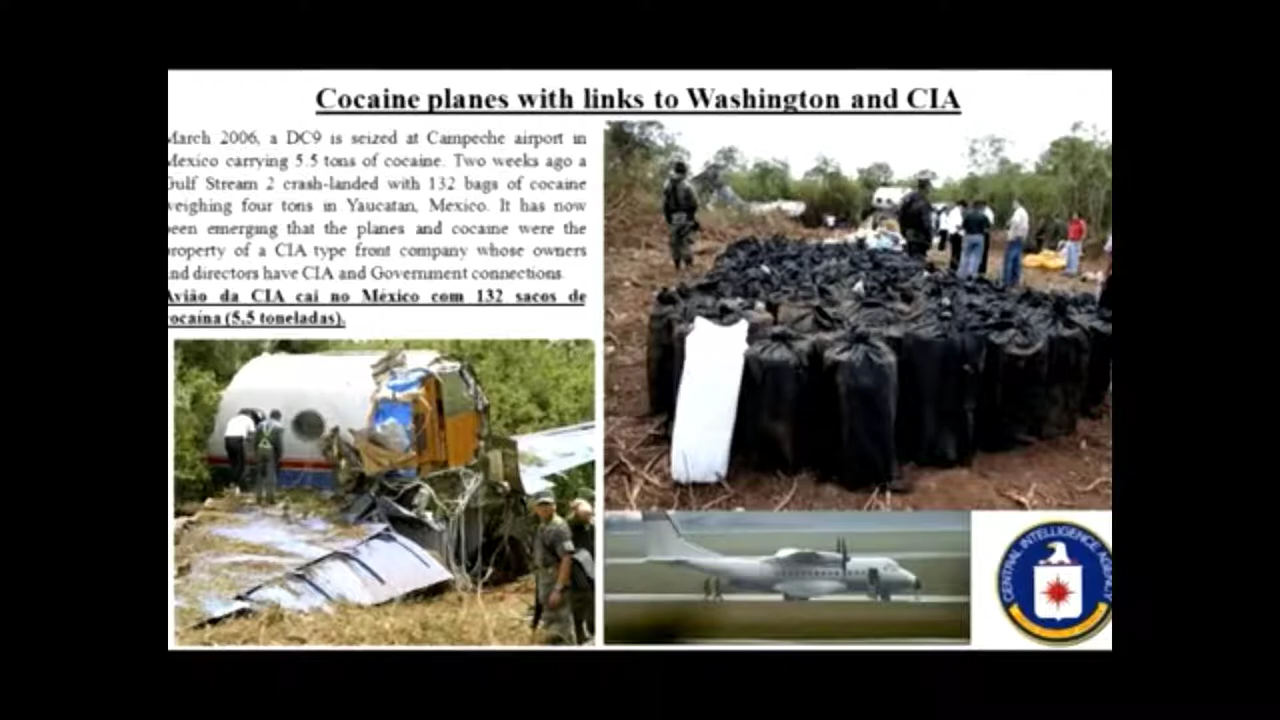 Cocaine planes with links to Washington and CIA
March 2006, a DC9 is seized at Campeche airport in
Mexico carrying 5.5 tons of cocaine. Two weeks ago a
Gulf Stream 2 crash-landed with 132 bags of cocaine
weighing four tons in Yaucatan, Mexico. It has now
been emerging that the planes and cocaine were the
property of a CIA type front company whose owners
and directors have CIA and Government connections.
Avião da CIA cai no México com 132 sacos de
cocaína (5,5 toneladas).
CENTRAL INTELLIGENCE AGENCY